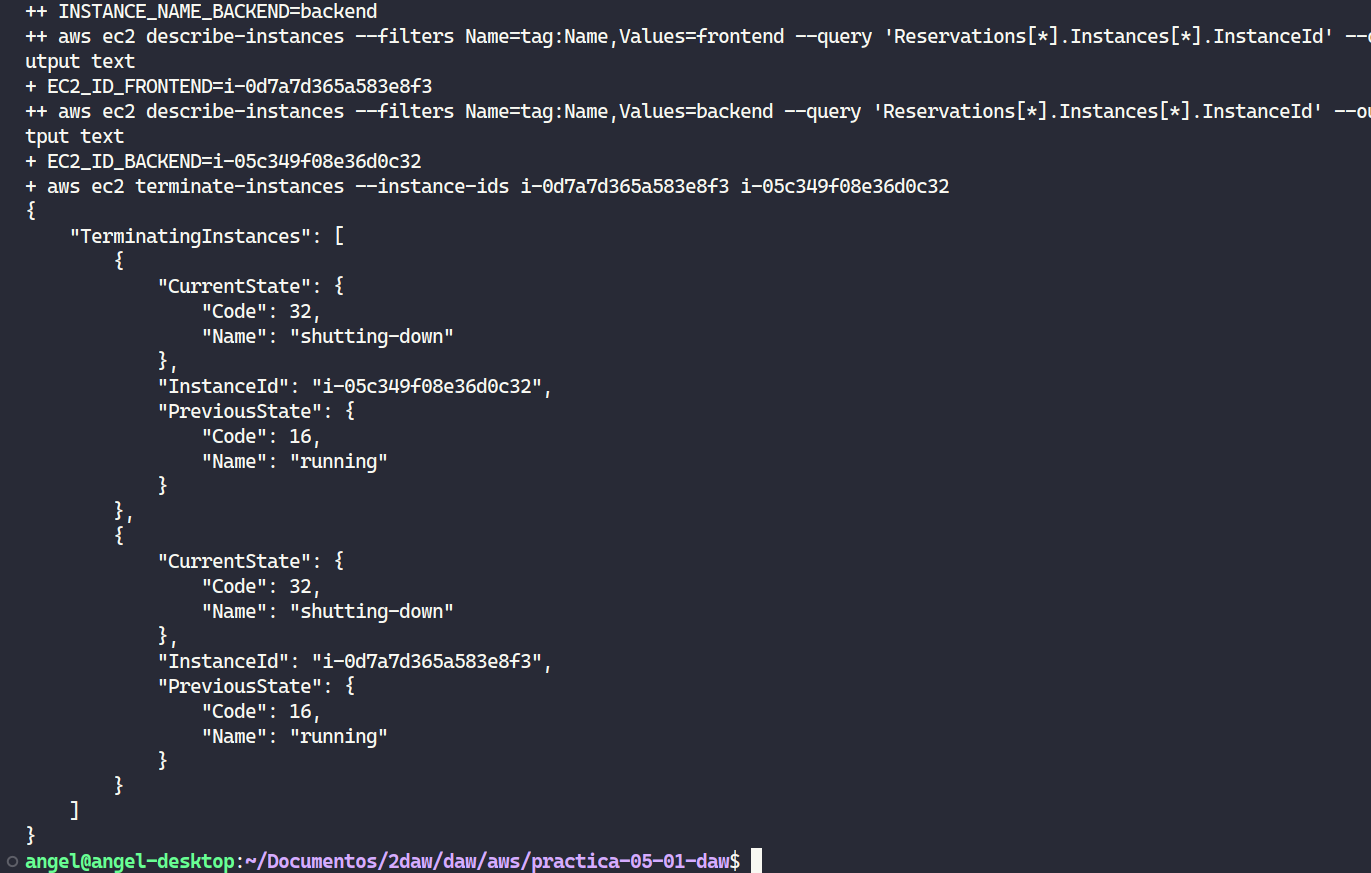 ++ INSTANCE_NAME_BACKEND=backend
++ aws ec2 describe-instances --filters Name=tag:Name,Values=frontend --query 'Reservations[*].Instances[*].InstanceId' --o
utput text
+ EC2_ID_FRONTEND=i-0d7a7d365a583e8f3
++ aws ec2 describe-instances --filters Name=tag:Name,Values=backend --query 'Reservations[*].Instances[*].InstanceId' --ou
tput text
+ EC2_ID_BACKEND=i-05c349f08e36d0c32
+ aws ec2 terminate-instances --instance-ids i-0d7a7d365a583e8f3 i-05c349f08e36d0c32
{
    "TerminatingInstances": [
        {
            "CurrentState": {
                "Code": 32,
                "Name": "shutting-down"
            },
            "InstanceId": "i-05c349f08e36d0c32",
            "PreviousState": {
                "Code": 16,
                "Name": "running"
            }
        },
        {
            "CurrentState": {
                "Code": 32,
                "Name": "shutting-down"
            },
            "InstanceId": "i-0d7a7d365a583e8f3",
            "PreviousState": {
                "Code": 16,
                "Name": "running"
            }
        }
    ]
}
angel@angel-desktop:~/Documentos/2daw/daw/aws/practica-05-01-daw$